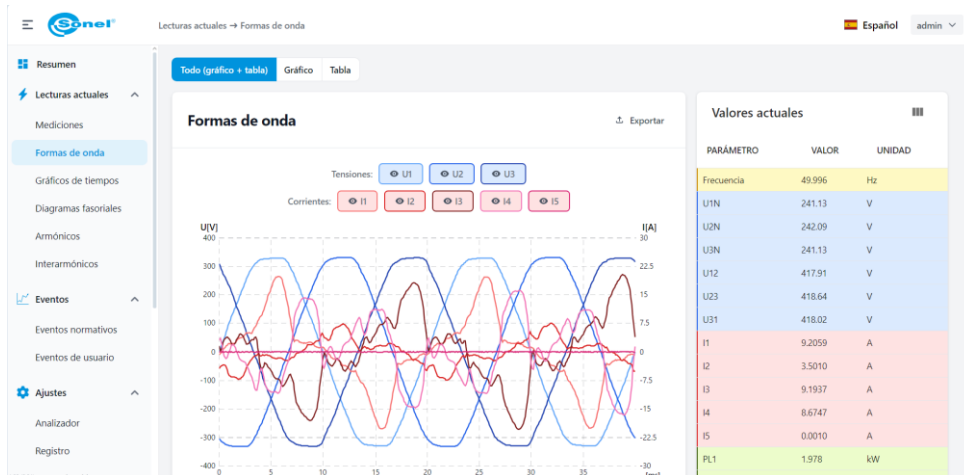 Sonel®
Lecturas actuales → Formas de onda
Español
admin
Resumen
Lecturas actuales
Mediciones
Formas de onda
Gráficos de tiempos
Diagramas fasoriales
Armónicos
Interarmónicos
Eventos
Eventos normativos
Eventos de usuario
Ajustes
Analizador
Registro
Todo (gráfico + tabla) Gráfico Tabla
Formas de onda
Exportar
Tensiones: U1 U2 U3
Corrientes: I1 I2 I3 I4 I5
U[V] I[A]
400 30
300 22.5
200 15
100 7.5
0 0
-100 -7.5
-200 -15
-300 -22.5
-400 -30
0 5 10 15 20 25 30 35
Valores actuales
PARÁMETRO VALOR UNIDAD
Frecuencia 49.996 Hz
U1N 241.13 V
U2N 242.09 V
U3N 241.13 V
U12 417.91 V
U23 418.64 V
U31 418.02 V
I1 9.2059 A
I2 3.5010 A
I3 9.1937 A
I4 8.6747 A
I5 0.0010 A
PL1 1.978 kW